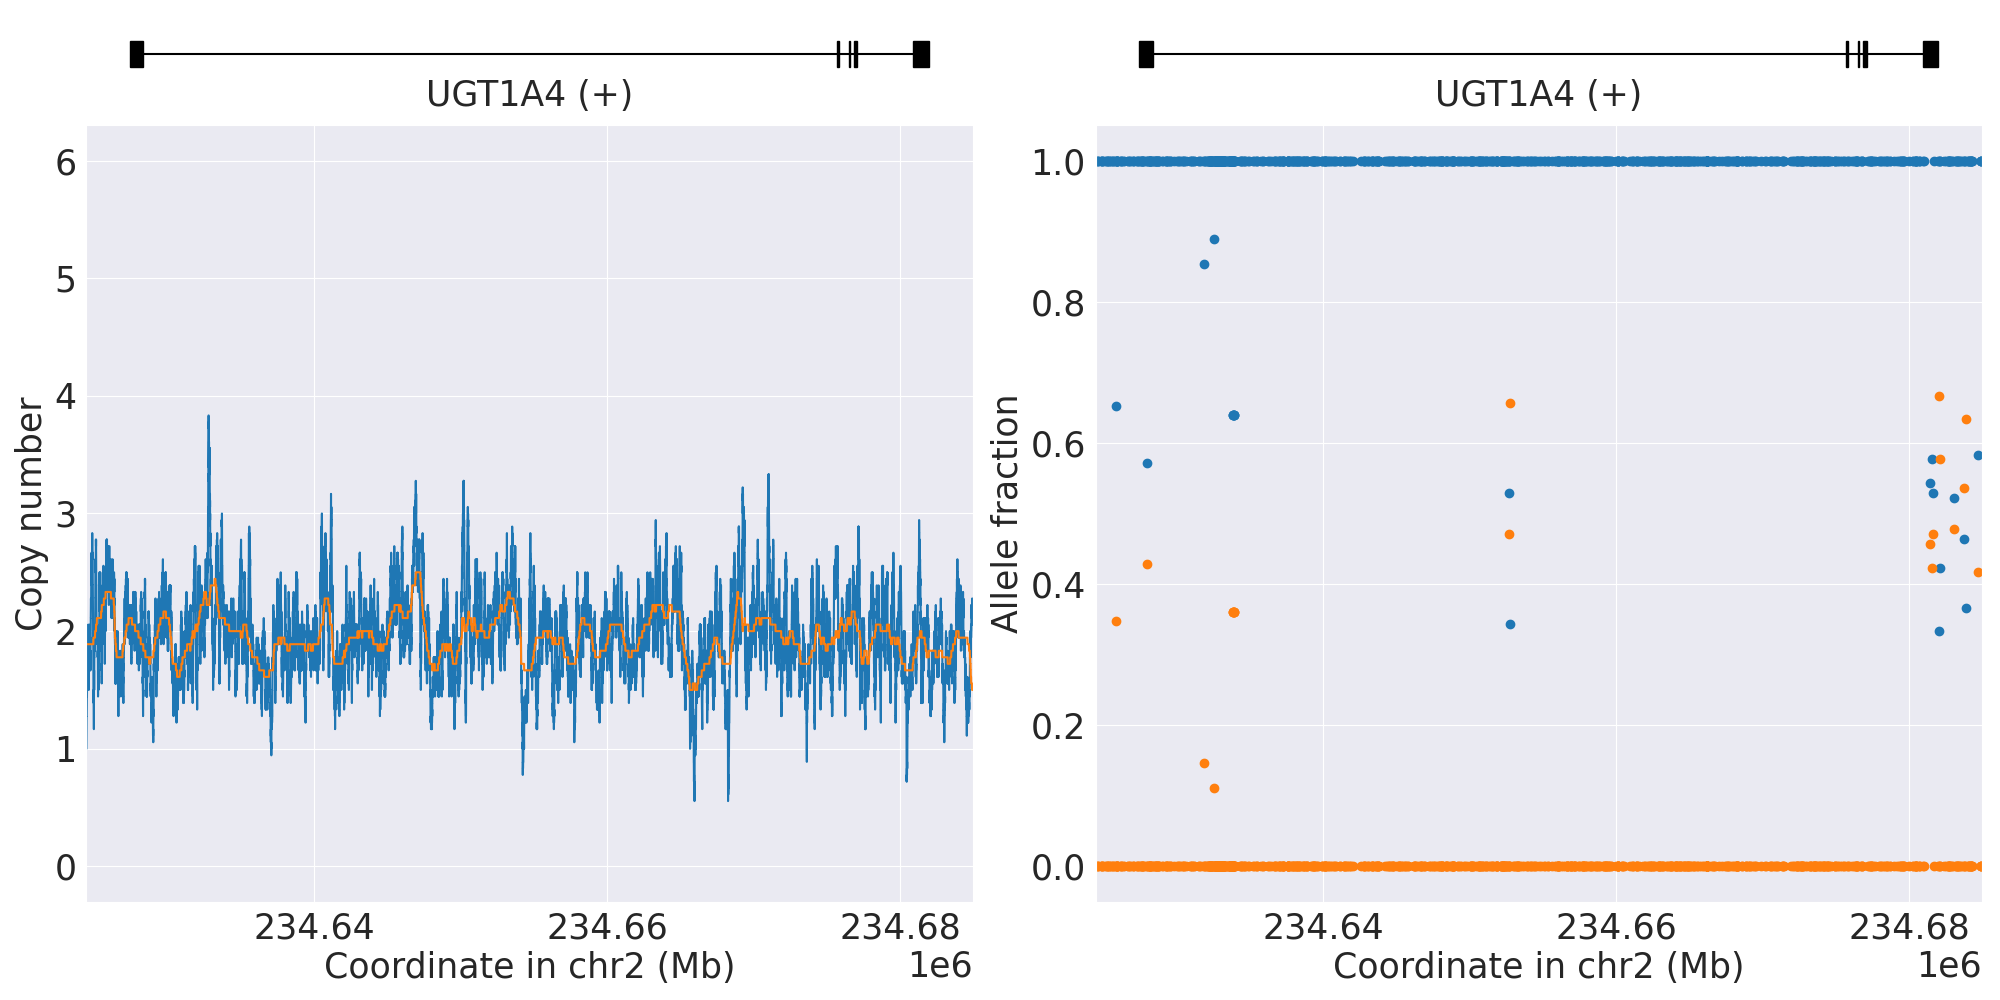 UGT1A4 (+)
6
5
4
3
2
1
0
Copy number
234.64
234.66
234.68
1e6
Coordinate in chr2 (Mb)
UGT1A4 (+)
1.0
0.8
0.6
0.4
0.2
0.0
Allele fraction
234.64
234.66
234.68
1e6
Coordinate in chr2 (Mb)